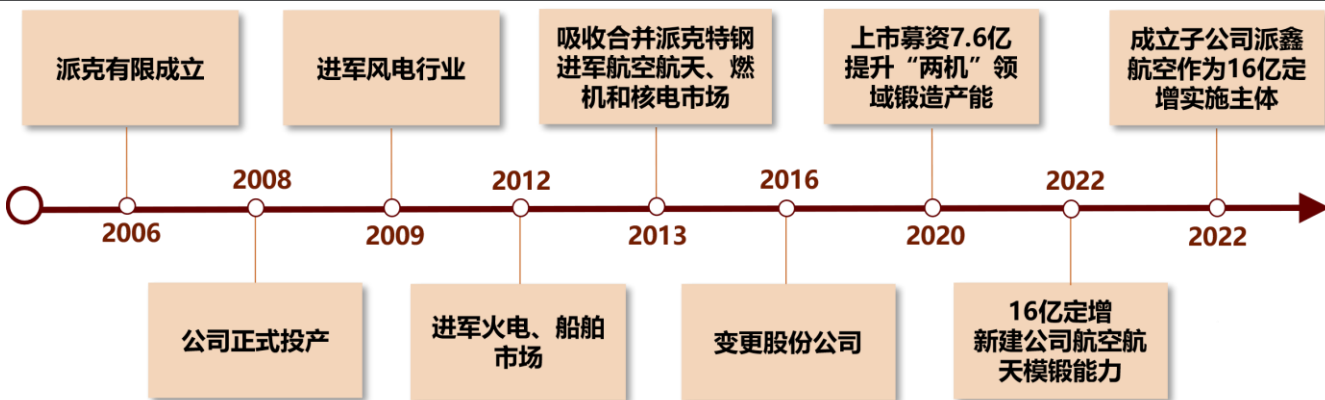 派克有限成立
进军风电行业
吸收合并派克特钢
进军航空航天、燃
机和核电市场
上市募资7.6亿
提升“两机”领
域锻造产能
成立子公司派鑫
航空作为16亿定
增实施主体
2008
2012
2016
2022
2006
2009
2013
2020
2022
公司正式投产
进军火电、船舶
市场
变更股份公司
16亿定增
新建公司航空航
天模锻能力